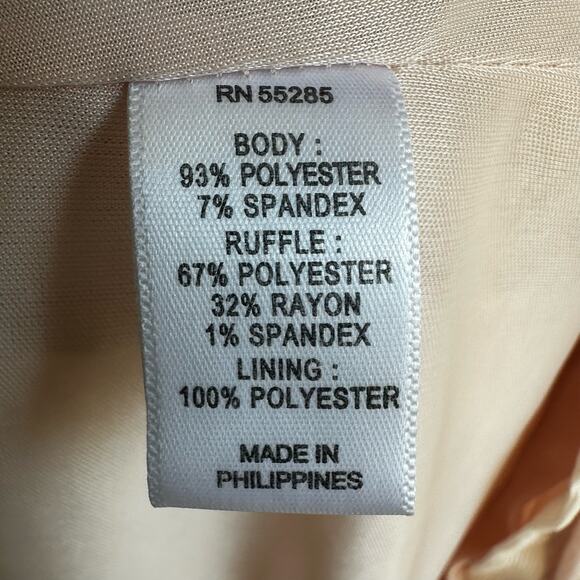 RN 55285
BODY :
93% POLYESTER
7% SPANDEX
RUFFLE :
67% POLYESTER
32% RAYON
1% SPANDEX
LINING :
100% POLYESTER
MADE IN
PHILIPPINES